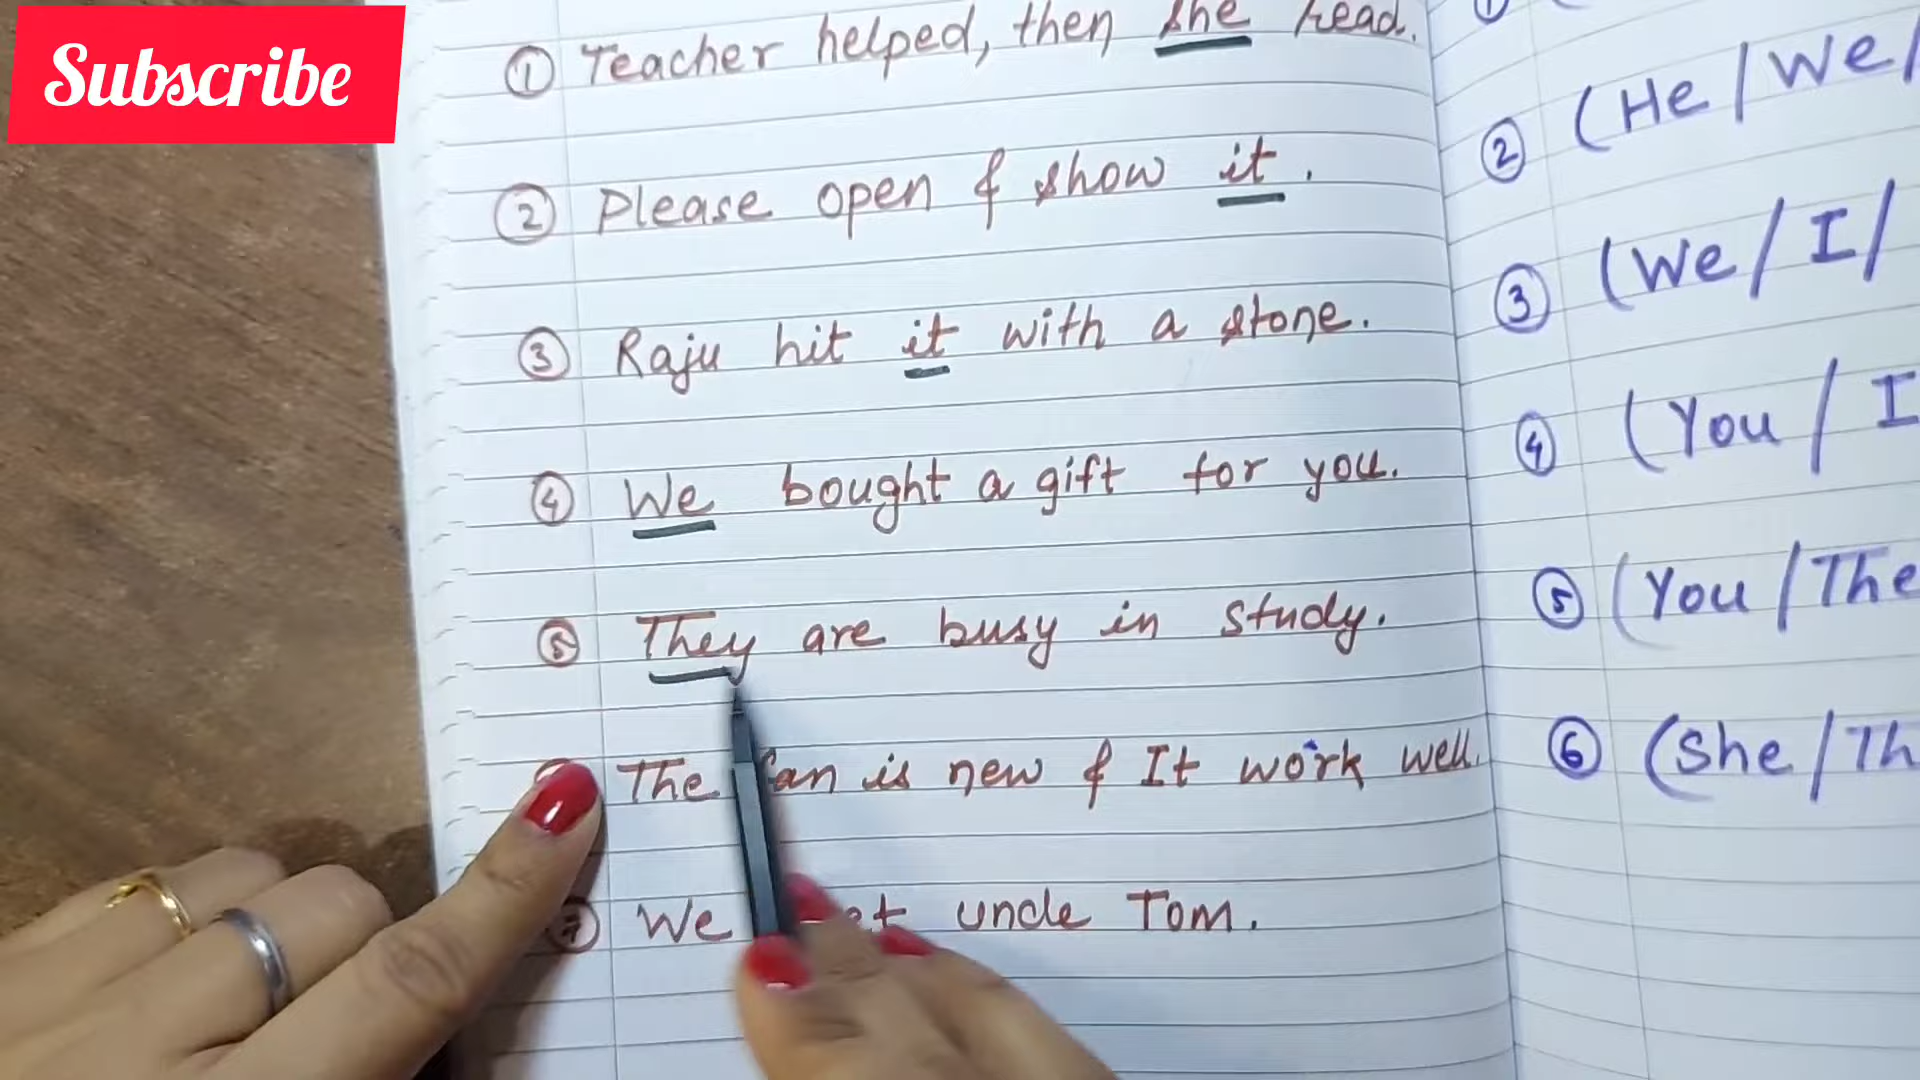 Subscribe
① Teacher helped, then she read.
② Please open & show it.
③ Raju hit it with a stone.
④ We bought a gift for you.
⑤ They are busy in study.
The fan is new & It work well.
⑦ We uncle Tom.
② (He / We /
③ (We / I /
④ (You / I
⑤ (You / The
⑥ (She / Th